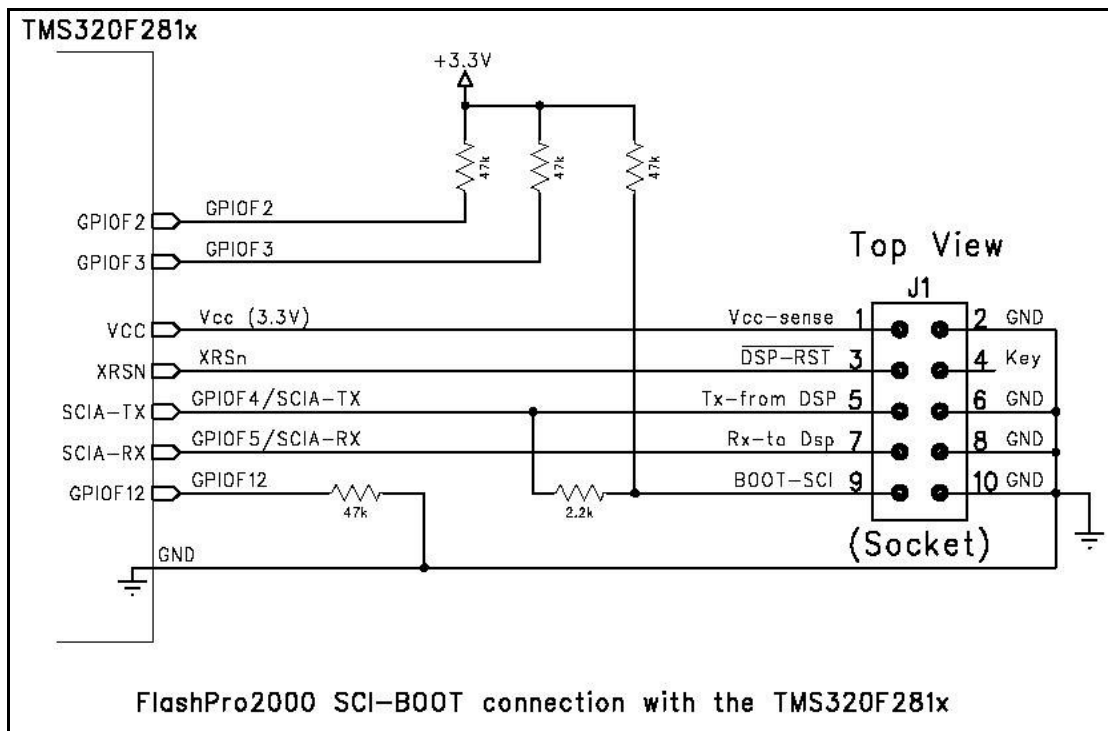 TMS320F281x
+3.3V
47k
47k
47k
GPIOF2
GPIOF2
GPIOF3
GPIOF3
Top View
J1
VCC
Vcc (3.3V)
Vcc-sense
1
2
GND
XRSN
XRSn
DSP-RST
3
4
Key
SCIA-TX
GPIOF4/SCIA-TX
Tx-from DSP
5
6
GND
SCIA-RX
GPIOF5/SCIA-RX
Rx-to Dsp
7
8
GND
GPIOF12
GPIOF12
47k
2.2k
BOOT-SCI
9
10
GND
(Socket)
GND
FlashPro2000 SCI-BOOT connection with the TMS320F281x